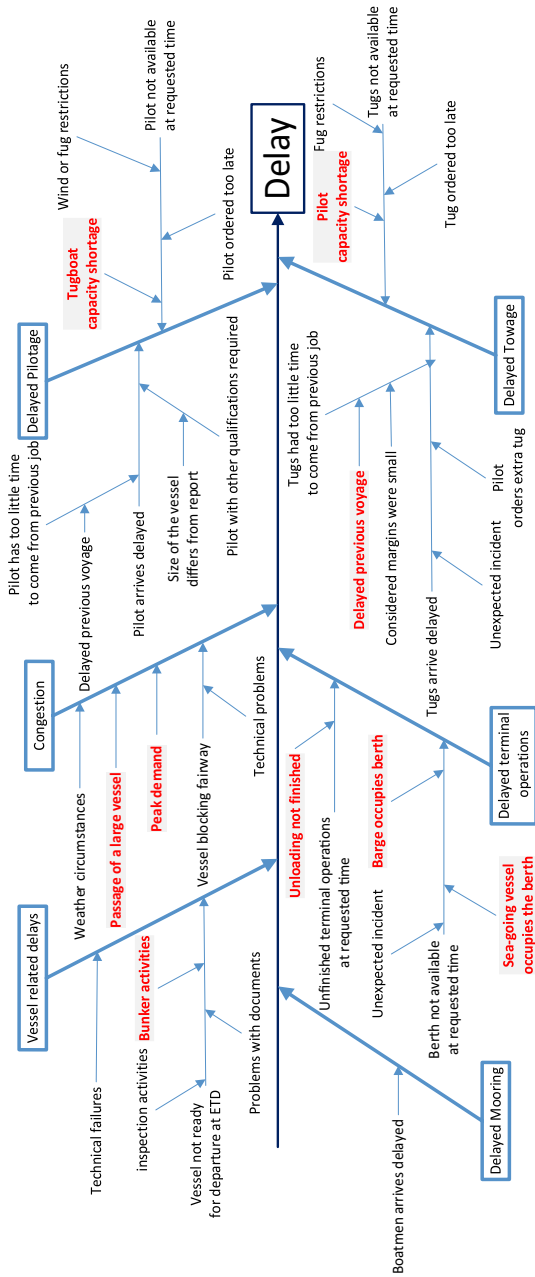 Vessel related delays
Technical failures
inspection activities
Bunker activities
Vessel not ready
for departure at ETD
Problems with documents
Congestion
Weather circumstances
Passage of a large vessel
Peak demand
Vessel blocking fairway
Technical problems
Delayed Pilotage
Pilot has too little time
to come from previous job
Delayed previous voyage
Pilot arrives delayed
Size of the vessel
differs from report
Pilot with other qualifications required
Tugboat
capacity shortage
Wind or fug restrictions
Pilot not available
at requested time
Pilot ordered too late
Delay
Delayed Mooring
Boatmen arrives delayed
Unloading not finished
Unfinished terminal operations
at requested time
Barge occupies berth
Unexpected incident
Berth not available
at requested time
Sea-going vessel
occupies the berth
Delayed terminal
operations
Tugs had too little time
to come from previous job
Delayed previous voyage
Considered margins were small
Tugs arrive delayed
Unexpected incident
Pilot
orders extra tug
Pilot
capacity shortage
Fug restrictions
Tugs not available
at requested time
Tug ordered too late
Delayed Towage